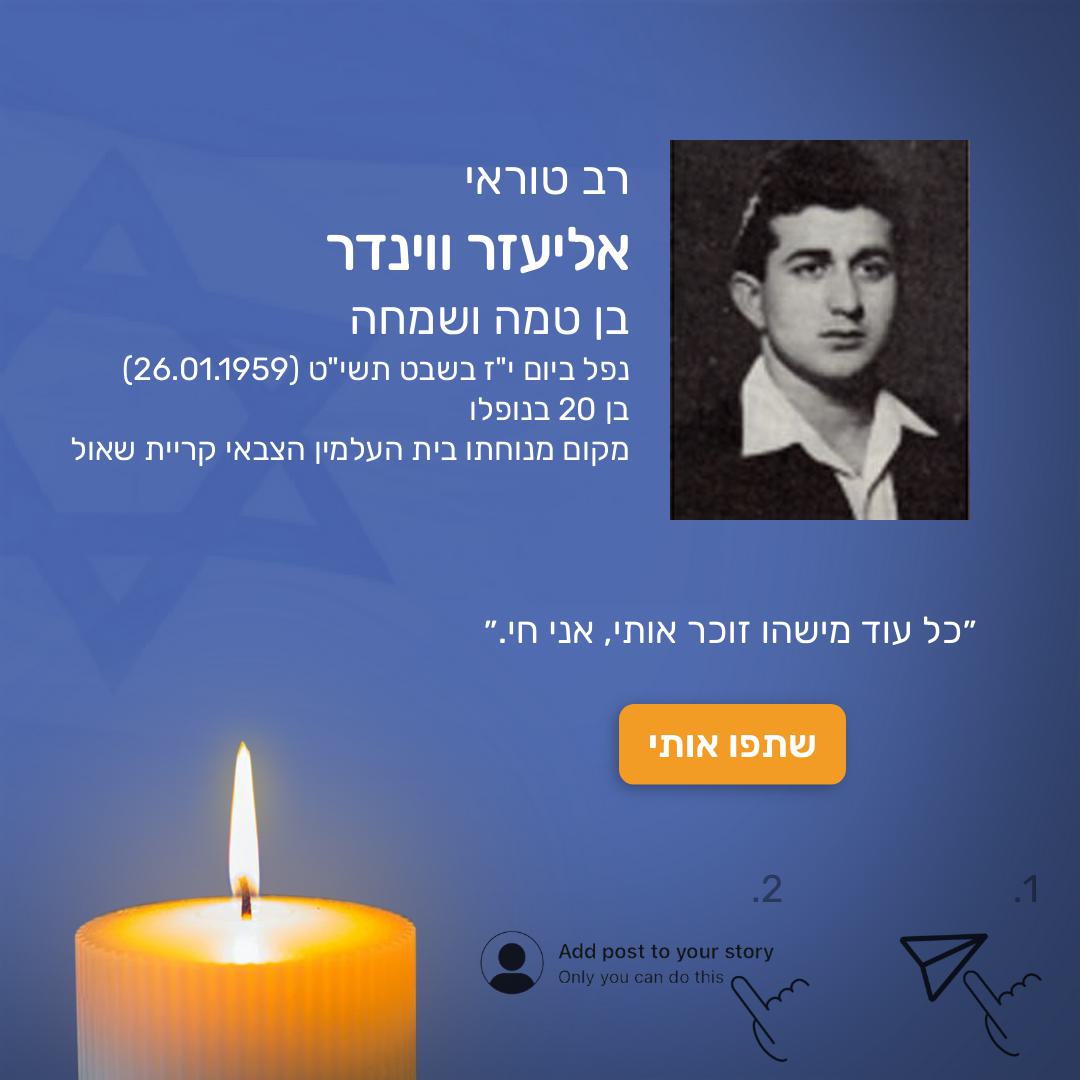 רב טוראי
אליעזר ווינדר
בן טמה ושמחה
נפל ביום י"ז בשבט תשי"ט (26.01.1959)
בן 20 בנופלו
מקום מנוחתו בית העלמין הצבאי קריית שאול
״כל עוד מישהו זוכר אותי, אני חי.״
שתפו אותי
1.
2.
Add post to your story
Only you can do this